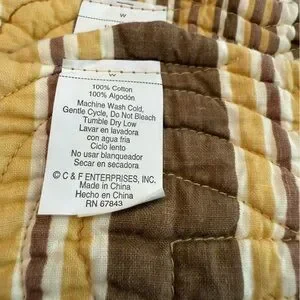 W
W
100% Cotton
100% Algodón
Machine Wash Cold,
Gentle Cycle, Do Not Bleach
Tumble Dry Low
Lavar en lavadora
con agua fria
Ciclo lento
No usar blanqueador
Secar en baja
© C & F ENTERPRISES, INC.
Made in China
Hecho en China
RN 67843